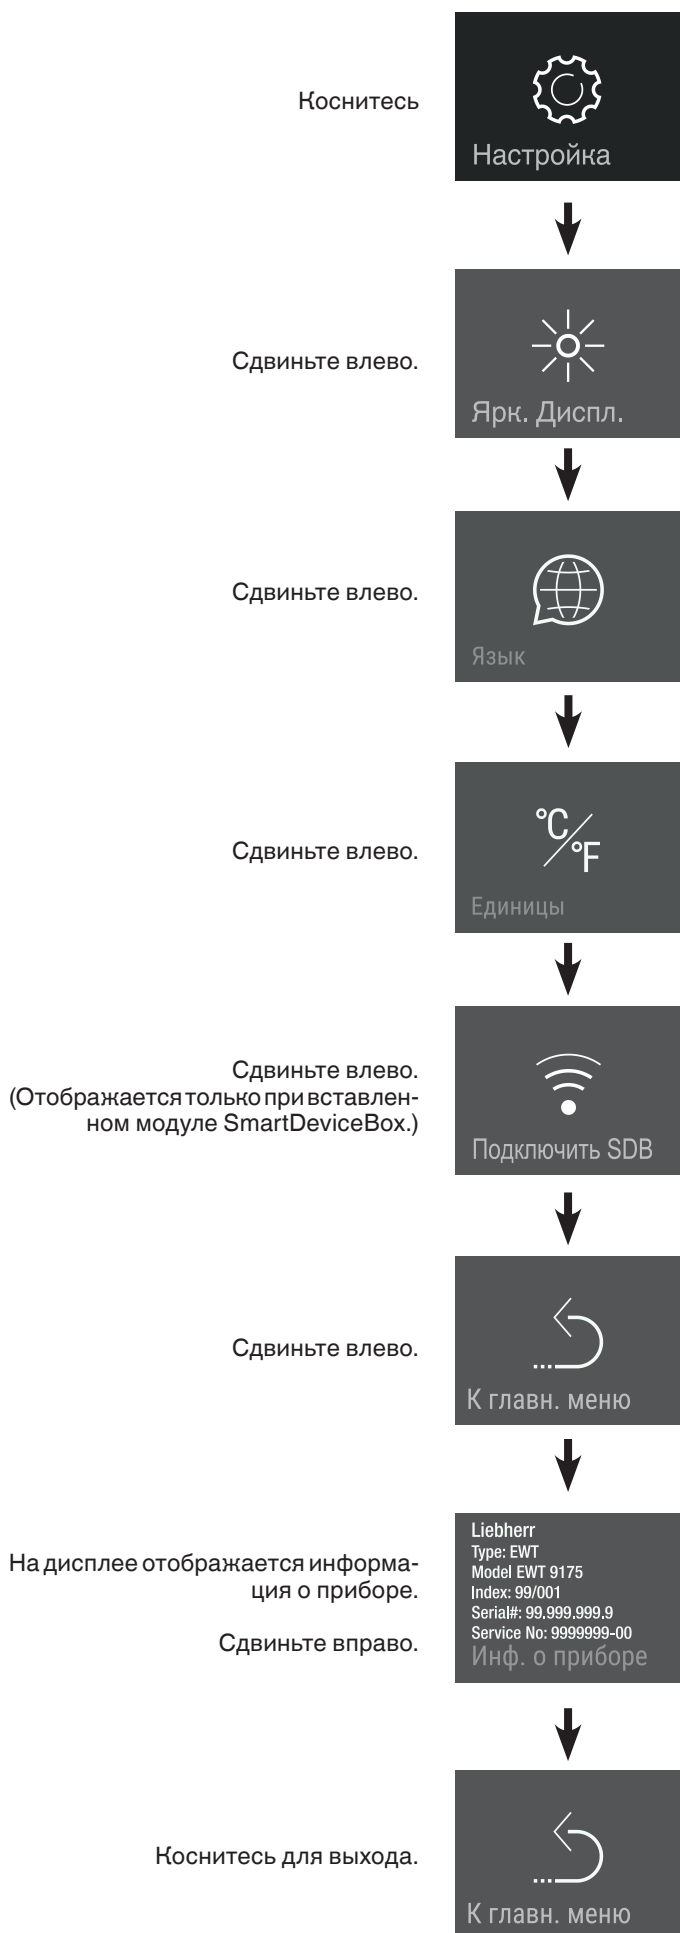 Коснитесь
Настройка
Сдвиньте влево.
Ярк. Диспл.
Сдвиньте влево.
Язык
Сдвиньте влево.
°C/°F
Единицы
Сдвиньте влево.
(Отображается только при вставлен-
ном модуле SmartDeviceBox.)
Подключить SDB
Сдвиньте влево.
К главн. меню
На дисплее отображается информа-
ция о приборе.
Сдвиньте вправо.
Liebherr
Type: EWT
Model EWT 9175
Index: 99/001
Serial#: 99.999.999.9
Service No: 9999999-00
Инф. о приборе
Коснитесь для выхода.
К главн. меню